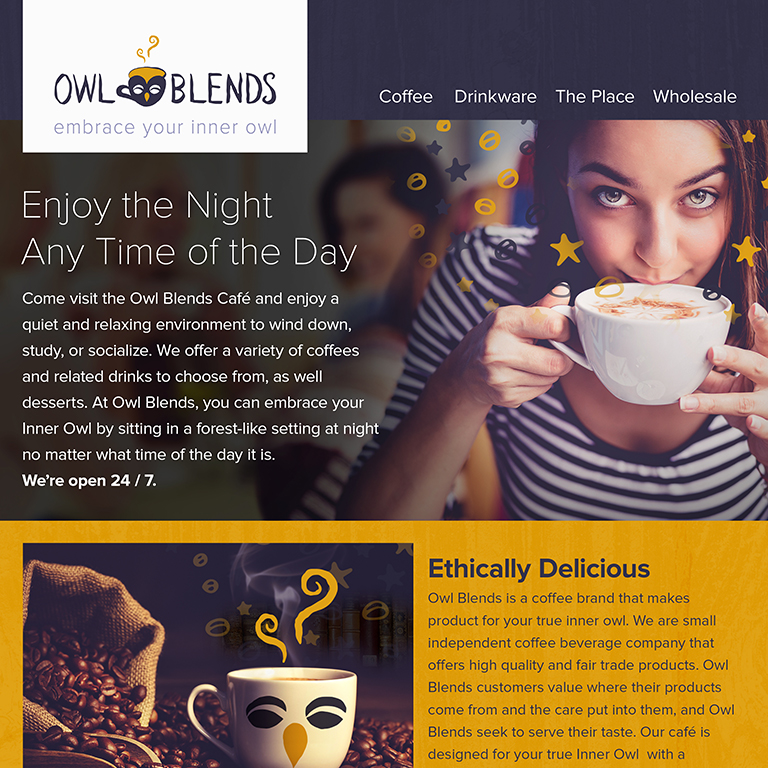 OWL BLENDS
embrace your inner owl
Coffee Drinkware The Place Wholesale
Enjoy the Night
Any Time of the Day
Come visit the Owl Blends Café and enjoy a
quiet and relaxing environment to wind down,
study, or socialize. We offer a variety of coffees
and related drinks to choose from, as well
desserts. At Owl Blends, you can embrace your
Inner Owl by sitting in a forest-like setting at night
no matter what time of the day it is.
We're open 24 / 7.
Ethically Delicious
Owl Blends is a coffee brand that makes
product for your true inner owl. We are small
independent coffee beverage company that
offers high quality and fair trade products. Owl
Blends customers value where their products
come from and the care put into them, and Owl
Blends seek to serve their taste. Our café is
designed for your true Inner Owl with a